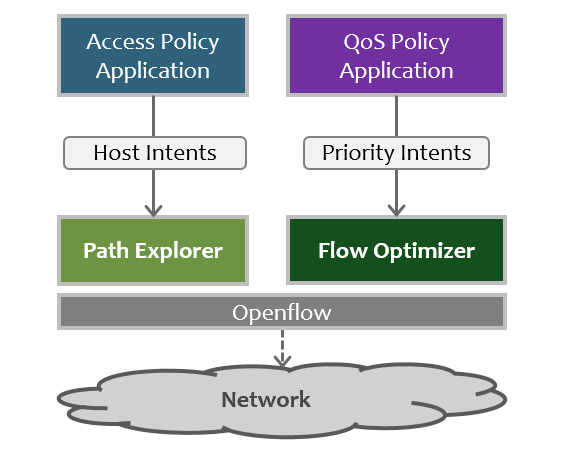 Access Policy
Application
QoS Policy
Application
Host Intents
Priority Intents
Path Explorer
Flow Optimizer
Openflow
Network